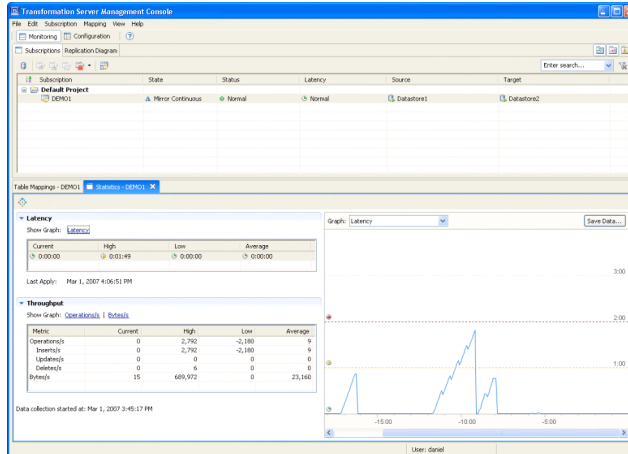 Transformation Server Management Console
File Edit Subscription Mapping View Help
Monitoring Configuration
Subscriptions Replication Diagram
Enter search...
Subscription State Status Latency Source Target
Default Project
DEMO1 Mirror Continuous Normal Normal Datastore1 Datastore2
Table Mappings - DEMO1 Statistics - DEMO1
Latency
Show Graph: Latency
Current High Low Average
0:00:00 0:01:49 0:00:00 0:00:00
Last Apply: Mar 1, 2007 4:06:51 PM
Throughput
Show Graph: Operations/s | Bytes/s
Metric Current High Low Average
Operations/s 0 2,792 -2,180 9
Inserts/s 0 2,792 -2,180 9
Updates/s 0 0 0 0
Deletes/s 0 6 0 0
Bytes/s 15 689,972 0 23,160
Data collection started at: Mar 1, 2007 3:45:17 PM
Graph: Latency Save Data...
3:00
2:00
1:00
-15:00 -10:00 -5:00
User: daniel